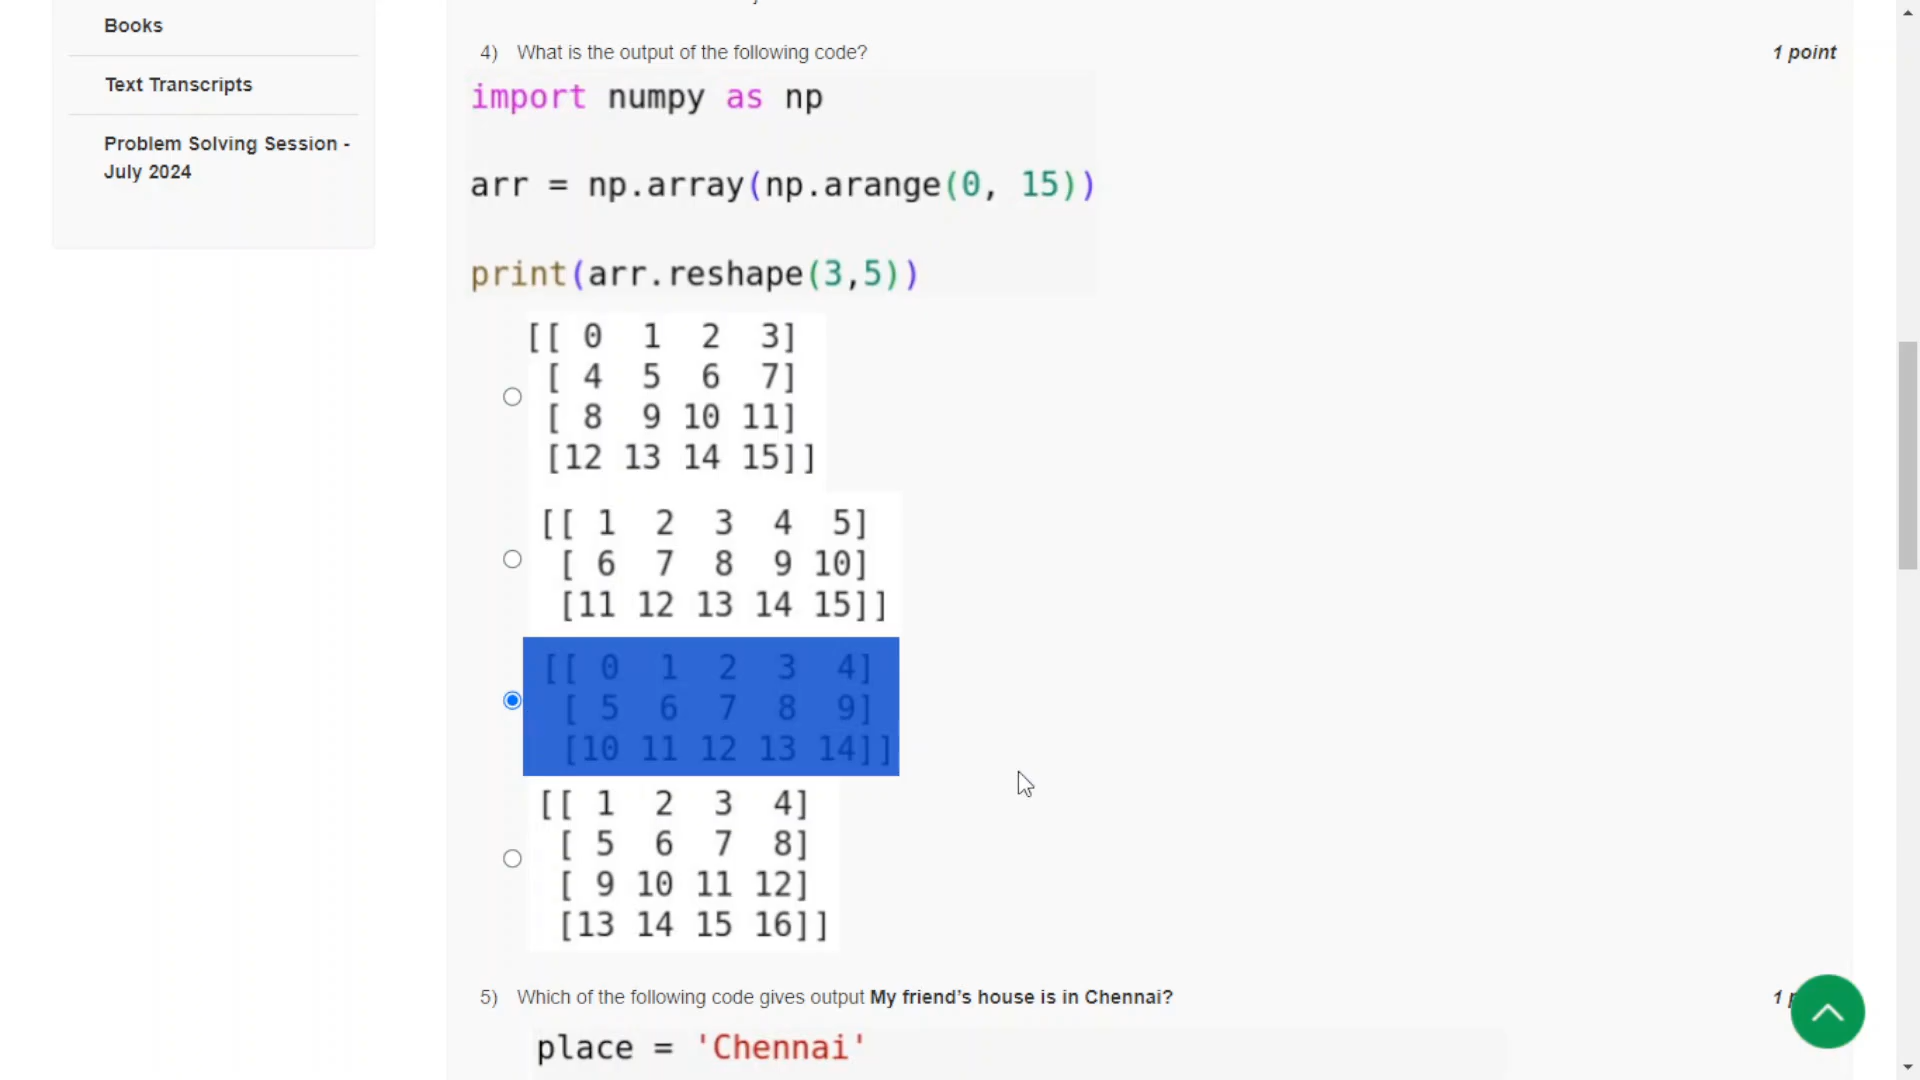 Books
Text Transcripts
Problem Solving Session -
July 2024
4) What is the output of the following code?
1 point
import numpy as np
arr = np.array(np.arange(0, 15))
print(arr.reshape(3,5))
[[ 0 1 2 3]
[ 4 5 6 7]
[ 8 9 10 11]
[12 13 14 15]]
[[ 1 2 3 4 5]
[ 6 7 8 9 10]
[11 12 13 14 15]]
[[ 0 1 2 3 4]
[ 5 6 7 8 9]
[10 11 12 13 14]]
[[ 1 2 3 4]
[ 5 6 7 8]
[ 9 10 11 12]
[13 14 15 16]]
5) Which of the following code gives output My friend’s house is in Chennai?
1
place = 'Chennai'